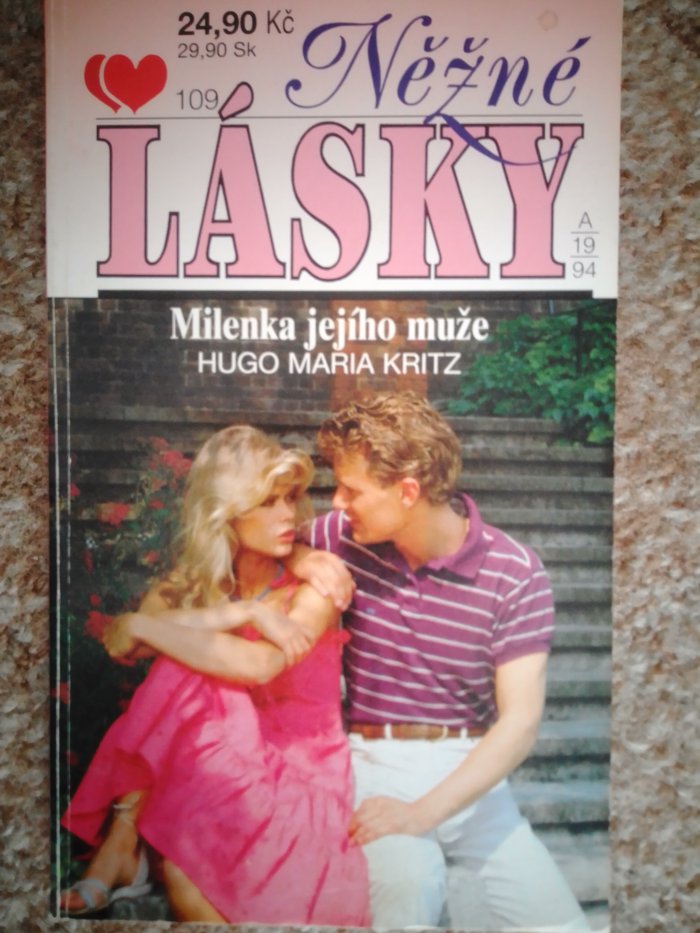 24,90 Kč
29,90 Sk
109
Něžné
LÁSKY
A
19
94
Milenka jejího muže
HUGO MARIA KRITZ